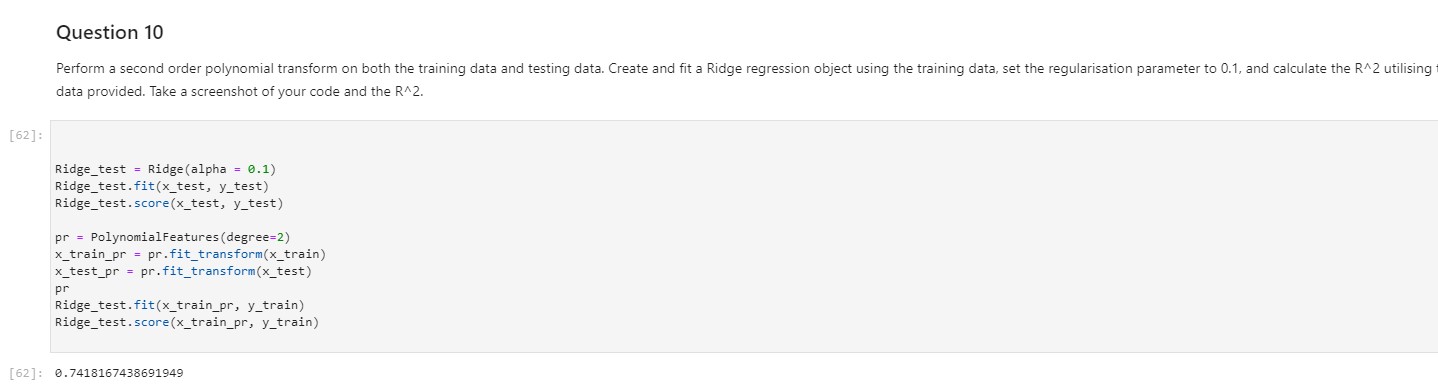 Question 10
Perform a second order polynomial transform on both the training data and testing data. Create and fit a Ridge regression object using the training data, set the regularisation parameter to 0.1, and calculate the R^2 utilising
data provided. Take a screenshot of your code and the R^2.
[62]:
Ridge_test = Ridge(alpha = 0.1)
Ridge_test.fit(x_test, y_test)
Ridge_test.score(x_test, y_test)
pr = PolynomialFeatures(degree=2)
x_train_pr = pr.fit_transform(x_train)
x_test_pr = pr.fit_transform(x_test)
pr
Ridge_test.fit(x_train_pr, y_train)
Ridge_test.score(x_train_pr, y_train)
[62]: 0.7418167438691949